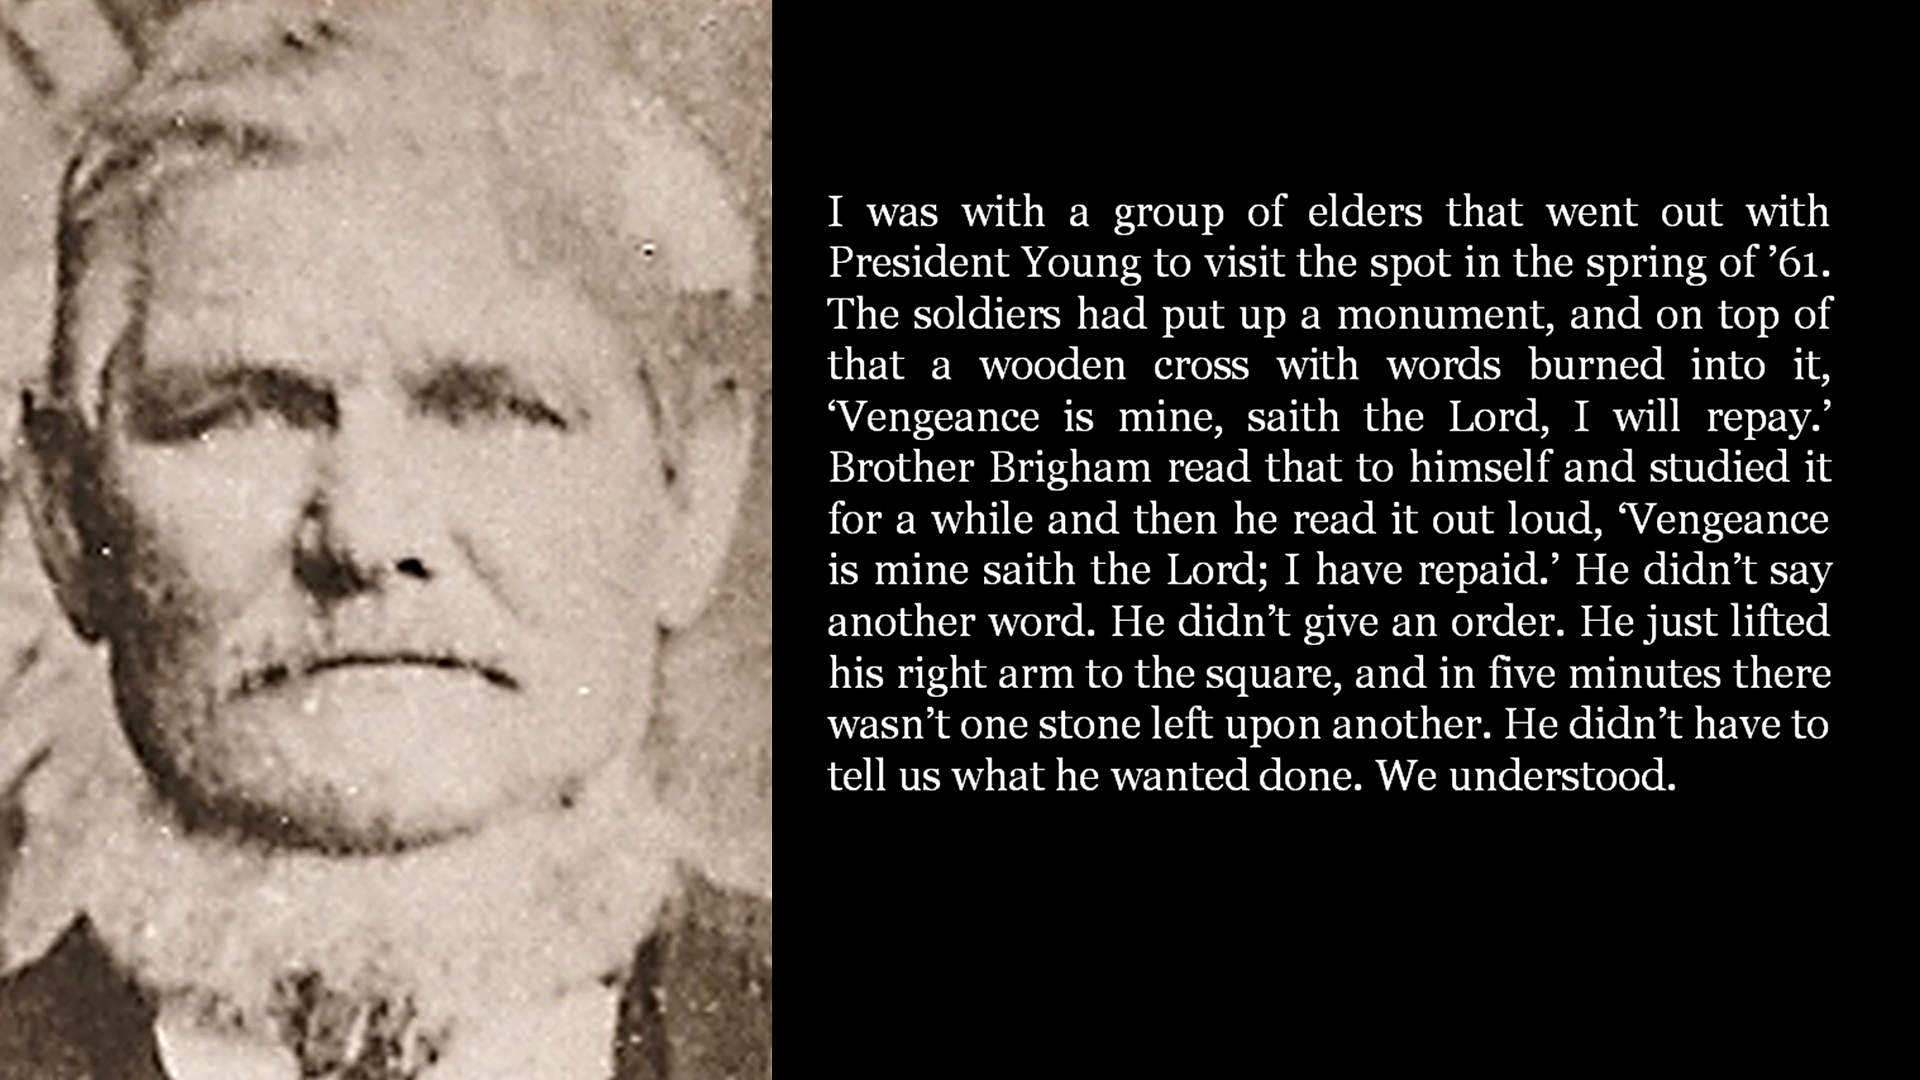 I was with a group of elders that went out with
President Young to visit the spot in the spring of ’61.
The soldiers had put up a monument, and on top of
that a wooden cross with words burned into it,
‘Vengeance is mine, saith the Lord, I will repay.’
Brother Brigham read that to himself and studied it
for a while and then he read it out loud, ‘Vengeance
is mine saith the Lord; I have repaid.’ He didn’t say
another word. He didn’t give an order. He just lifted
his right arm to the square, and in five minutes there
wasn’t one stone left upon another. He didn’t have to
tell us what he wanted done. We understood.